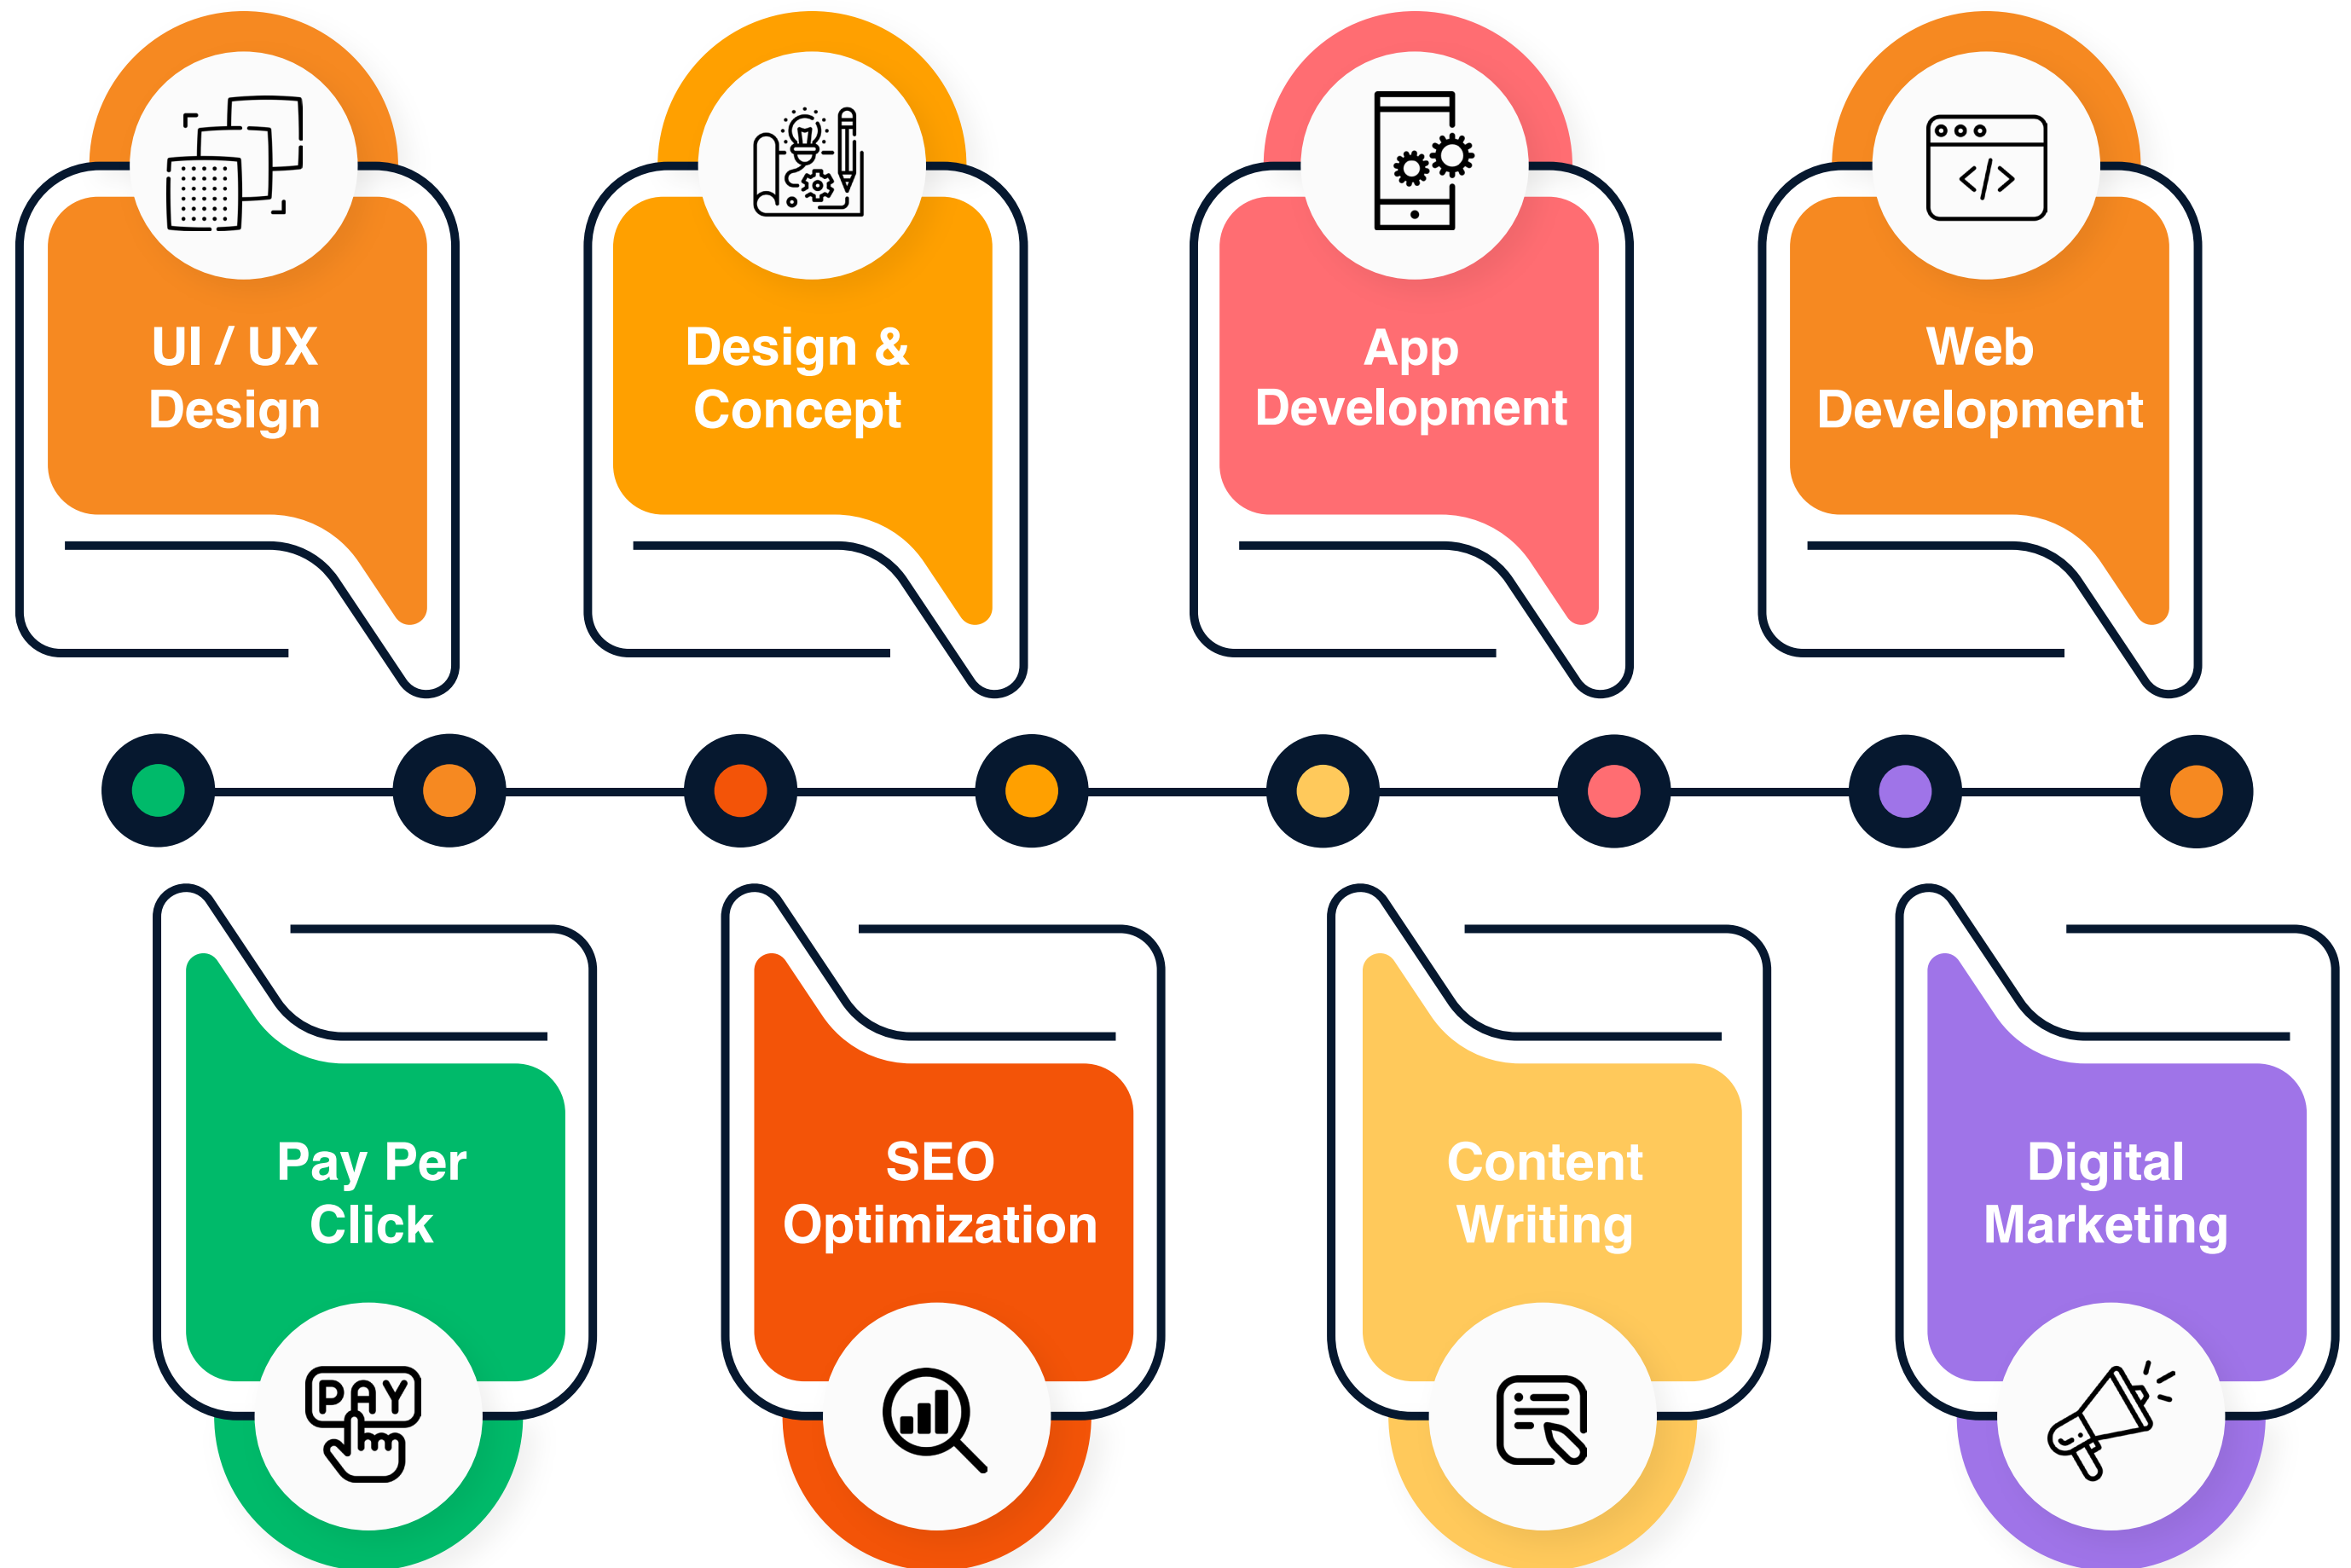 UI / UX
Design
Design &
Concept
App
Development
Web
Development
Pay Per
Click
PAY
SEO
Optimization
Content
Writing
Digital
Marketing